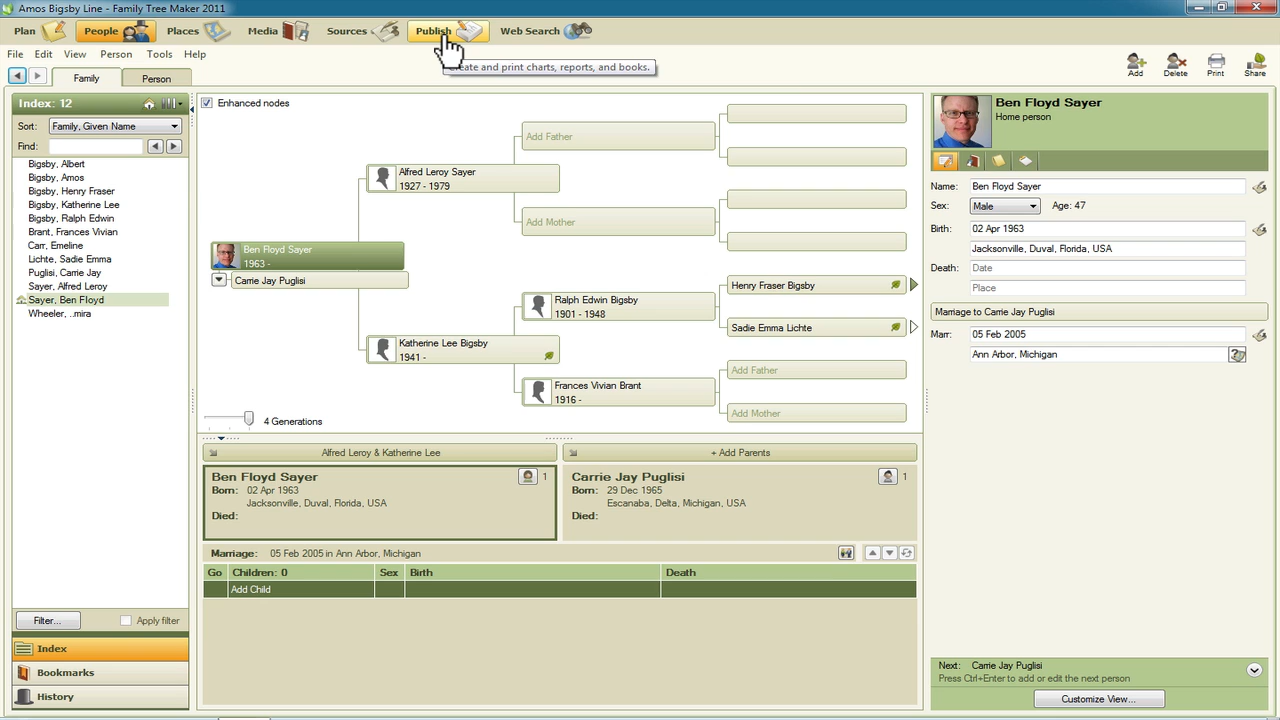 Amos Bigsby Line - Family Tree Maker 2011
Plan People Places Media Sources Publish Web Search
File Edit View Person Tools Help
Create and print charts, reports, and books.
Add Delete Print Share
Family Person
Index: 12
Sort: Family, Given Name
Find:
Bigsby, Albert
Bigsby, Amos
Bigsby, Henry Fraser
Bigsby, Katherine Lee
Bigsby, Ralph Edwin
Brant, Frances Vivian
Carr, Emeline
Lichte, Sadie Emma
Puglisi, Carrie Jay
Sayer, Alfred Leroy
Sayer, Ben Floyd
Wheeler, ..mira
Filter... Apply filter
Index
Bookmarks
History
Enhanced nodes
Add Father
Alfred Leroy Sayer
1927 - 1979
Add Mother
Ben Floyd Sayer
1963 -
Carrie Jay Puglisi
Henry Fraser Bigsby
Ralph Edwin Bigsby
1901 - 1948
Sadie Emma Lichte
Katherine Lee Bigsby
1941 -
Add Father
Frances Vivian Brant
1916 -
Add Mother
4 Generations
Alfred Leroy & Katherine Lee
+ Add Parents
Ben Floyd Sayer 1
Born: 02 Apr 1963
Jacksonville, Duval, Florida, USA
Died:
Carrie Jay Puglisi 1
Born: 29 Dec 1965
Escanaba, Delta, Michigan, USA
Died:
Marriage: 05 Feb 2005 in Ann Arbor, Michigan
Go Children: 0 Sex Birth Death
Add Child
Ben Floyd Sayer
Home person
Name: Ben Floyd Sayer
Sex: Male Age: 47
Birth: 02 Apr 1963
Jacksonville, Duval, Florida, USA
Death: Date
Place
Marriage to Carrie Jay Puglisi
Marr: 05 Feb 2005
Ann Arbor, Michigan
Next: Carrie Jay Puglisi
Press Ctrl+Enter to add or edit the next person
Customize View...